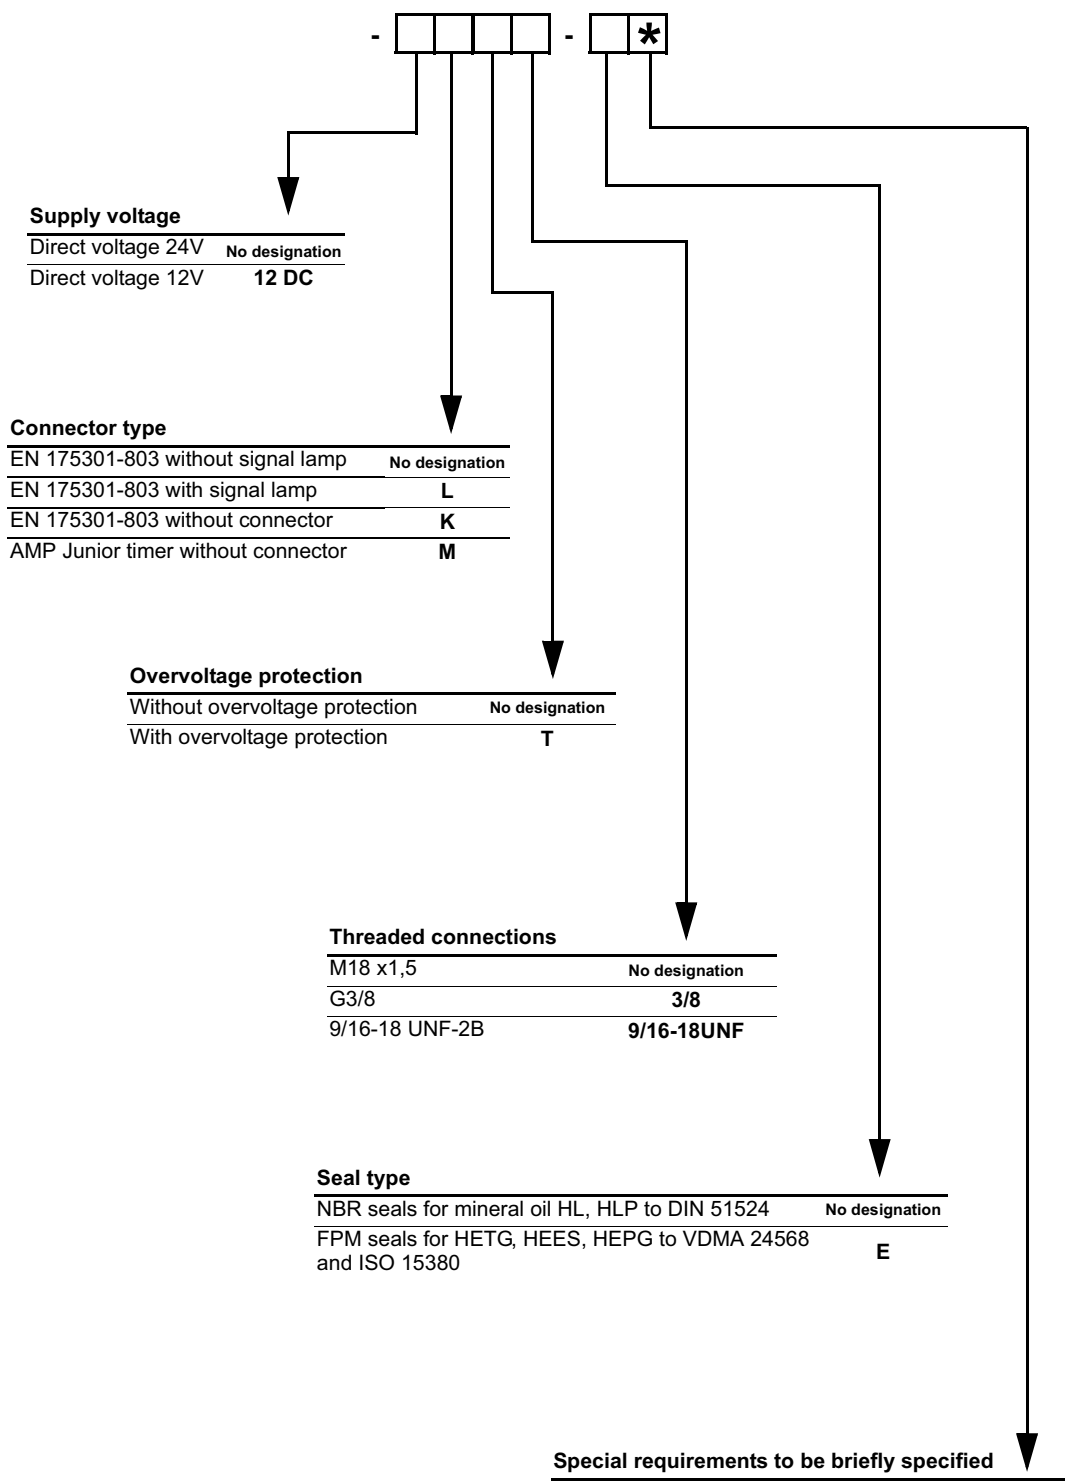 - - *
Supply voltage
Direct voltage 24V No designation
Direct voltage 12V 12 DC
Connector type
EN 175301-803 without signal lamp No designation
EN 175301-803 with signal lamp L
EN 175301-803 without connector K
AMP Junior timer without connector M
Overvoltage protection
Without overvoltage protection No designation
With overvoltage protection T
Threaded connections
M18 x1,5 No designation
G3/8 3/8
9/16-18 UNF-2B 9/16-18UNF
Seal type
NBR seals for mineral oil HL, HLP to DIN 51524 No designation
FPM seals for HETG, HEES, HEPG to VDMA 24568
and ISO 15380 E
Special requirements to be briefly specified